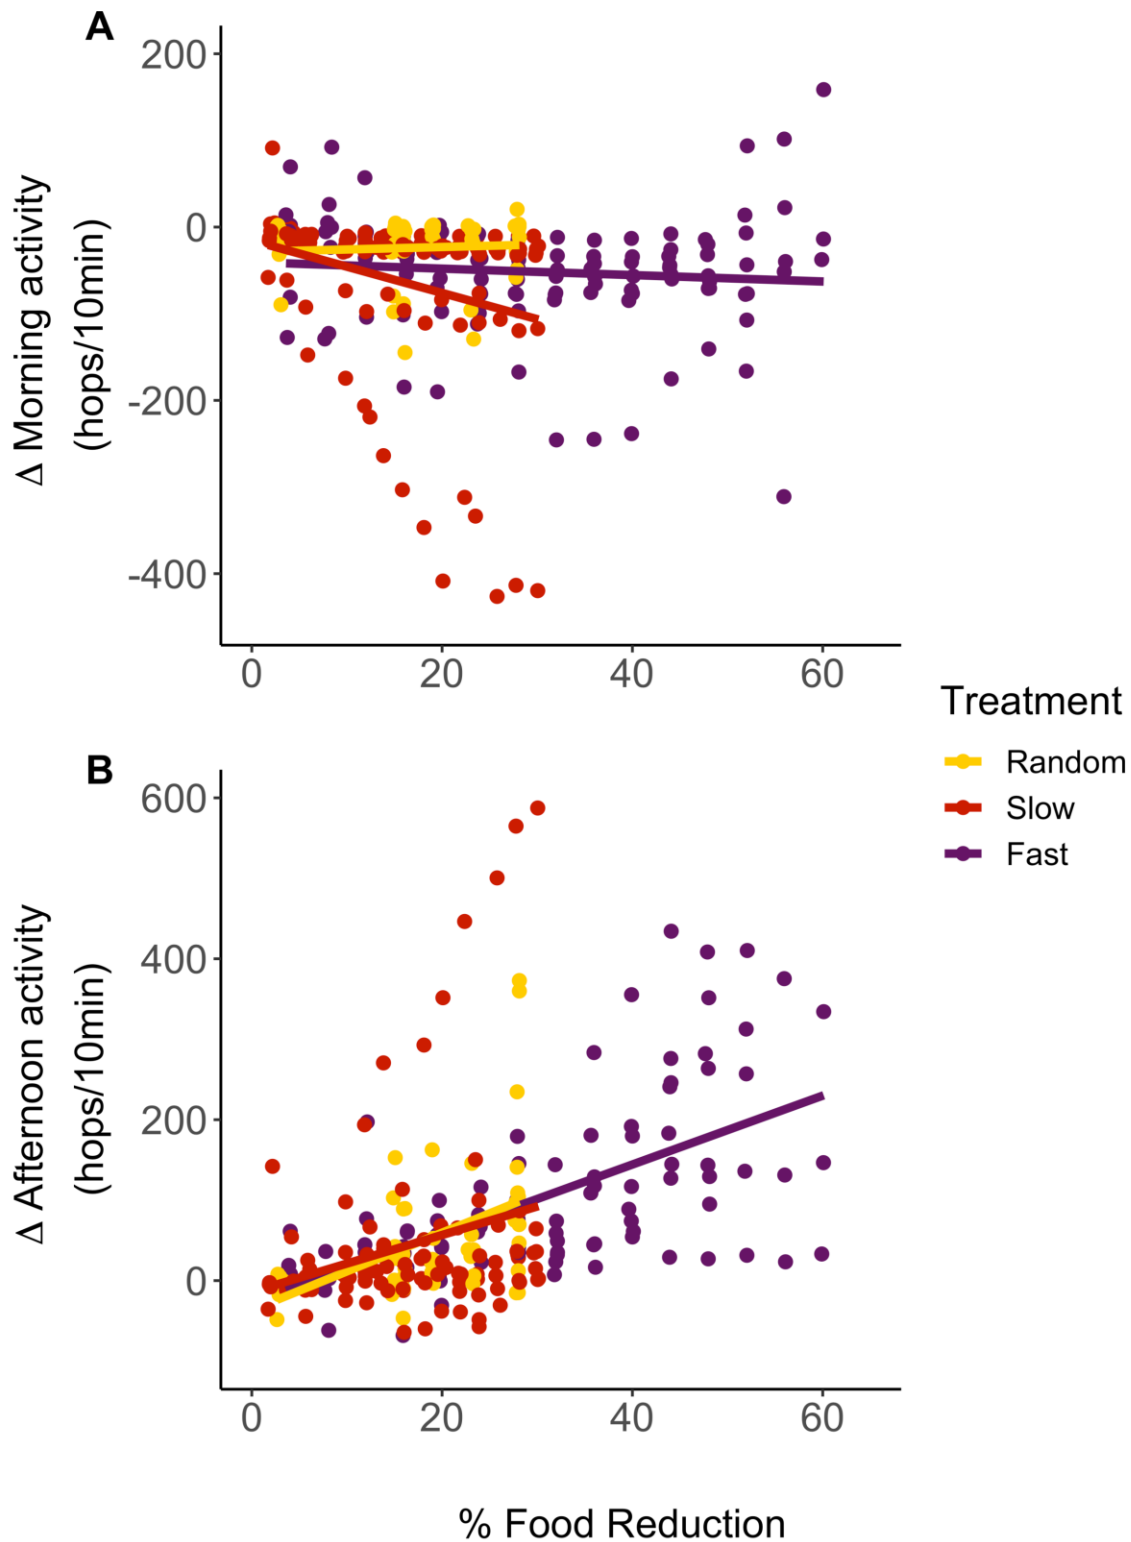 A
200
0
-200
-400
Δ Morning activity
(hops/10min)
0 20 40 60
Treatment
Random
Slow
Fast
B
600
400
200
0
Δ Afternoon activity
(hops/10min)
0 20 40 60
% Food Reduction